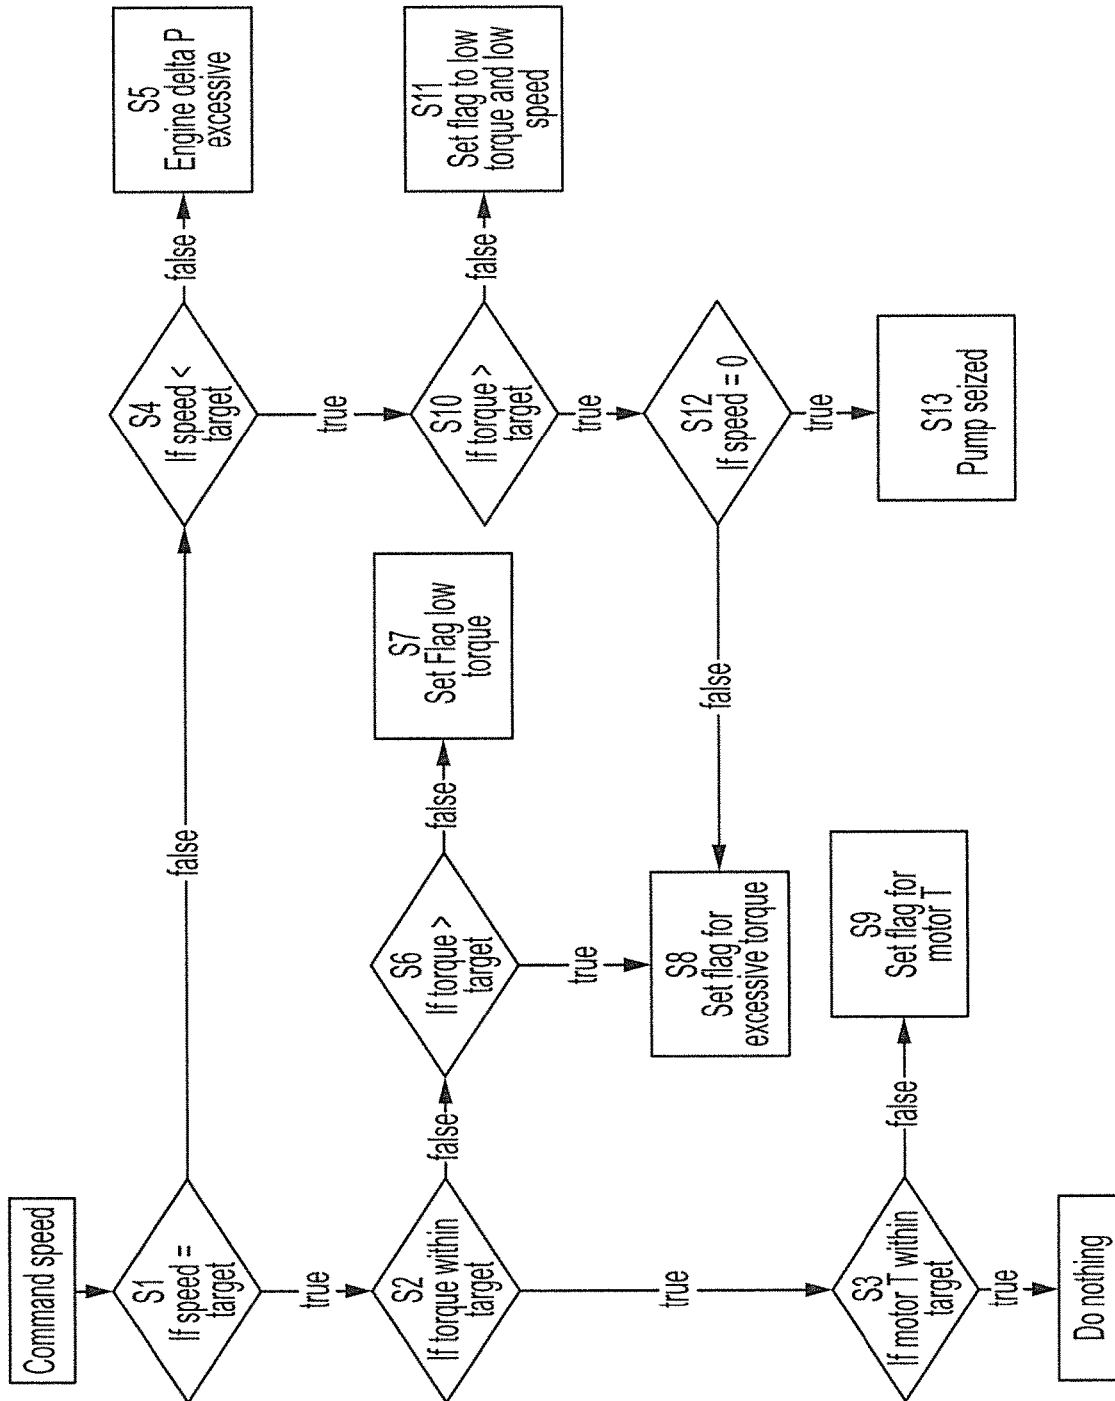 Command speed
S1
If speed =
target
false
true
S4
If speed <
target
false
S5
Engine delta P
excessive
true
S2
If torque within
target
false
S6
If torque >
target
false
S7
Set Flag low
torque
S10
If torque >
target
false
S11
Set flag to low
torque and low
speed
true
true
true
S8
Set flag for
excessive torque
false
S12
If speed = 0
true
S3
If motor T within
target
false
S9
Set flag for
motor T
S13
Pump seized
true
Do nothing